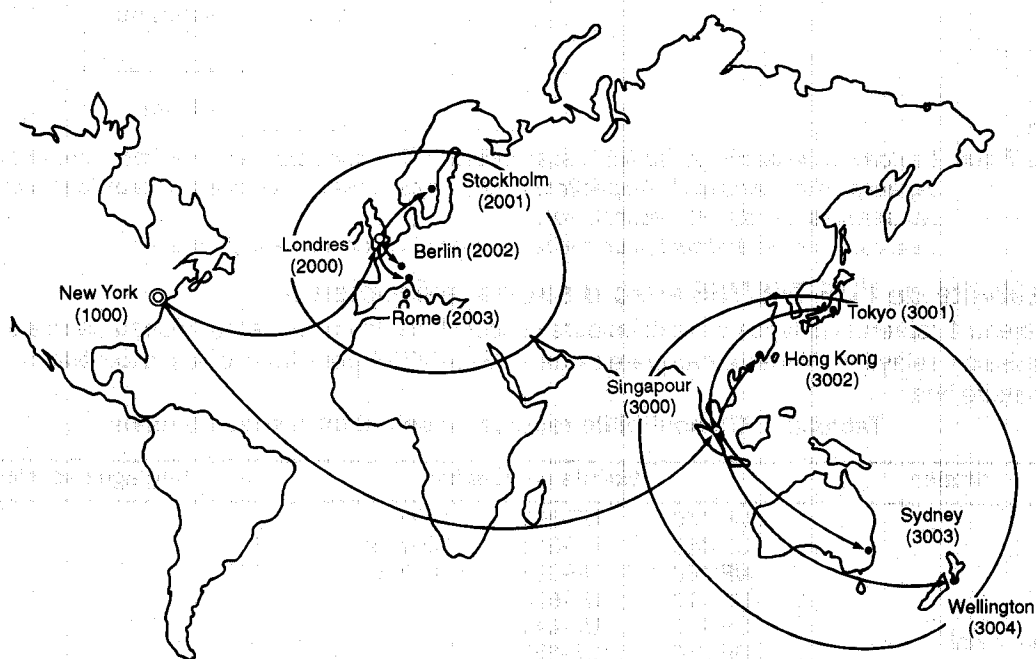 Stockholm
(2001)
Londres
(2000)
Berlin (2002)
New York
(1000)
Rome (2003)
Tokyo (3001)
Hong Kong
(3002)
Singapour
(3000)
Sydney
(3003)
Wellington
(3004)